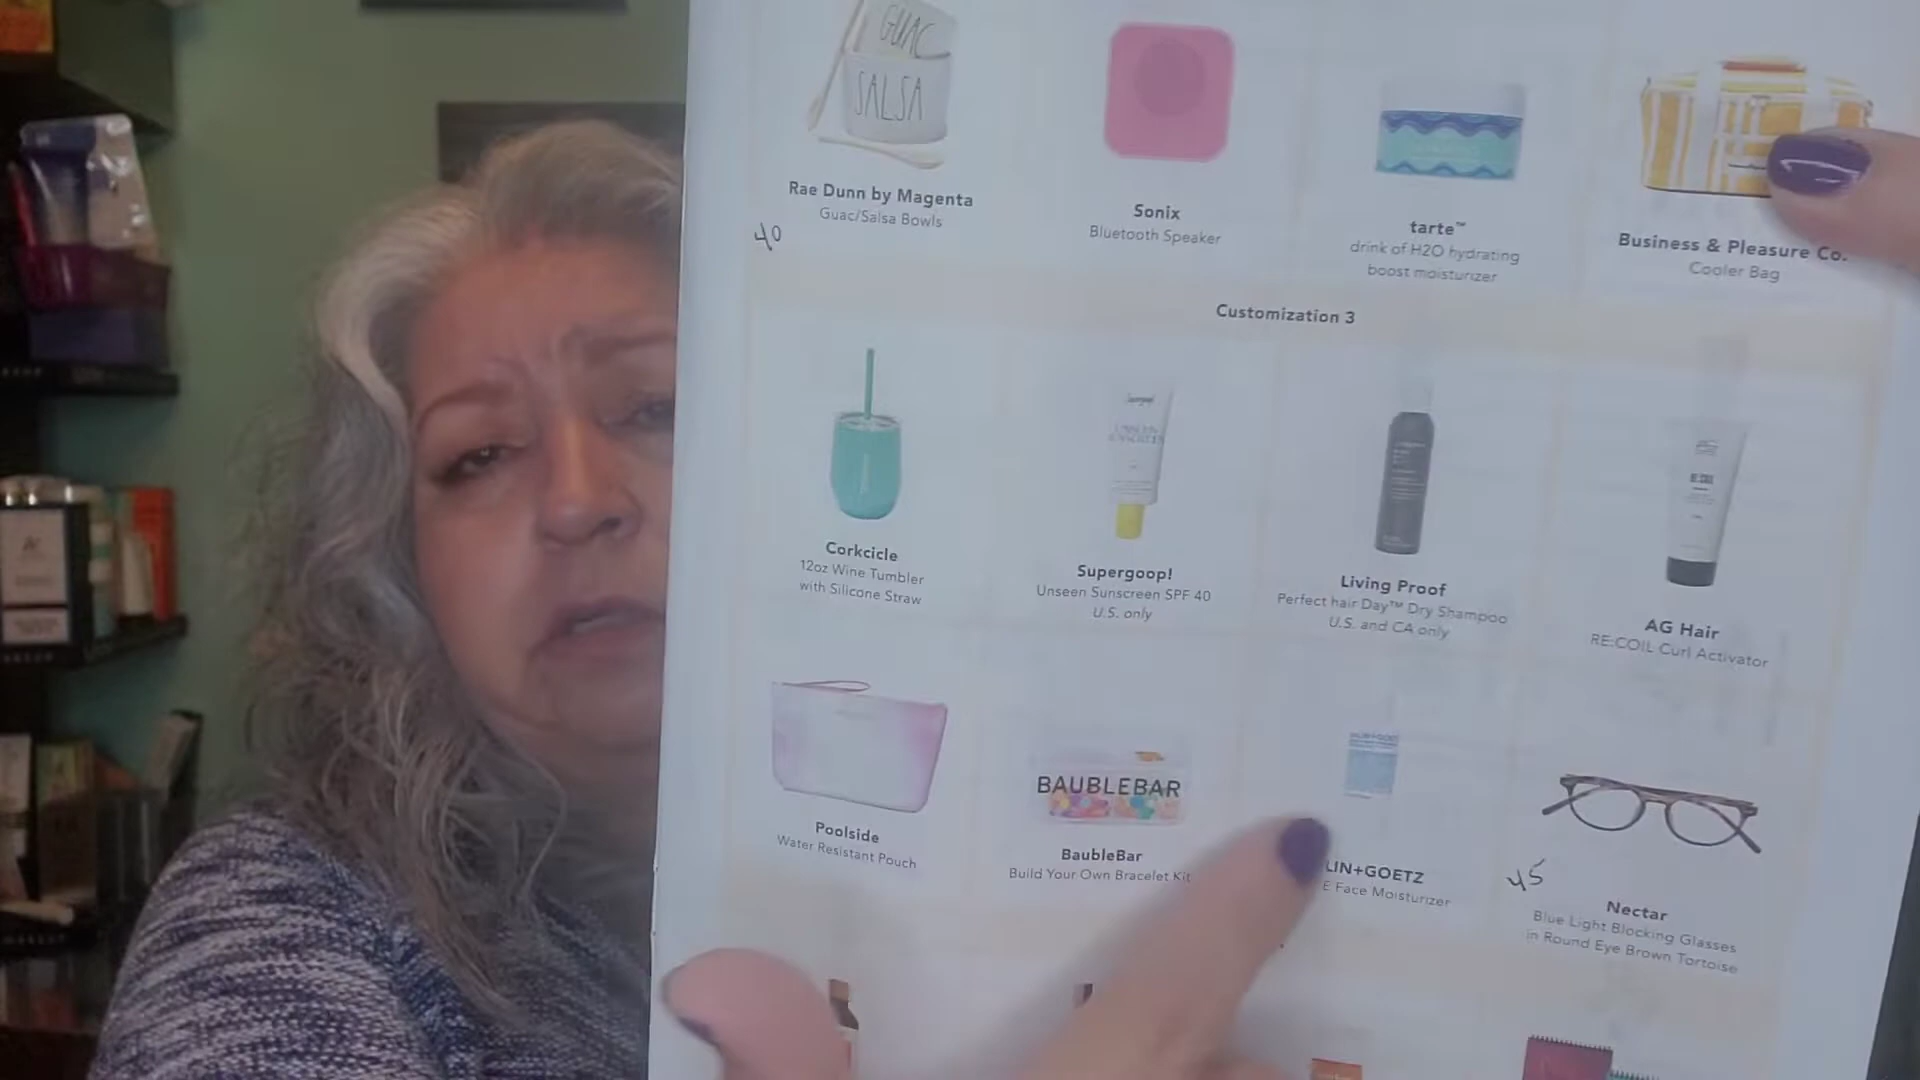 GUAC
SALSA
Rae Dunn by Magenta
Guac/Salsa Bowls
40
Sonix
Bluetooth Speaker
tarte™
drink of H2O hydrating
boost moisturizer
Business & Pleasure Co.
Cooler Bag
Customization 3
Corkcicle
12oz Wine Tumbler
with Silicone Straw
Supergoop!
Unseen Sunscreen SPF 40
U.S. only
Living Proof
Perfect hair Day™ Dry Shampoo
U.S. and CA only
RE:COIL
AG Hair
RE:COIL Curl Activator
Poolside
Water Resistant Pouch
BAUBLEBAR
BaubleBar
Build Your Own Bracelet Kit
LIN+GOETZ
E Face Moisturizer
45
Nectar
Blue Light Blocking Glasses
in Round Eye Brown Tortoise